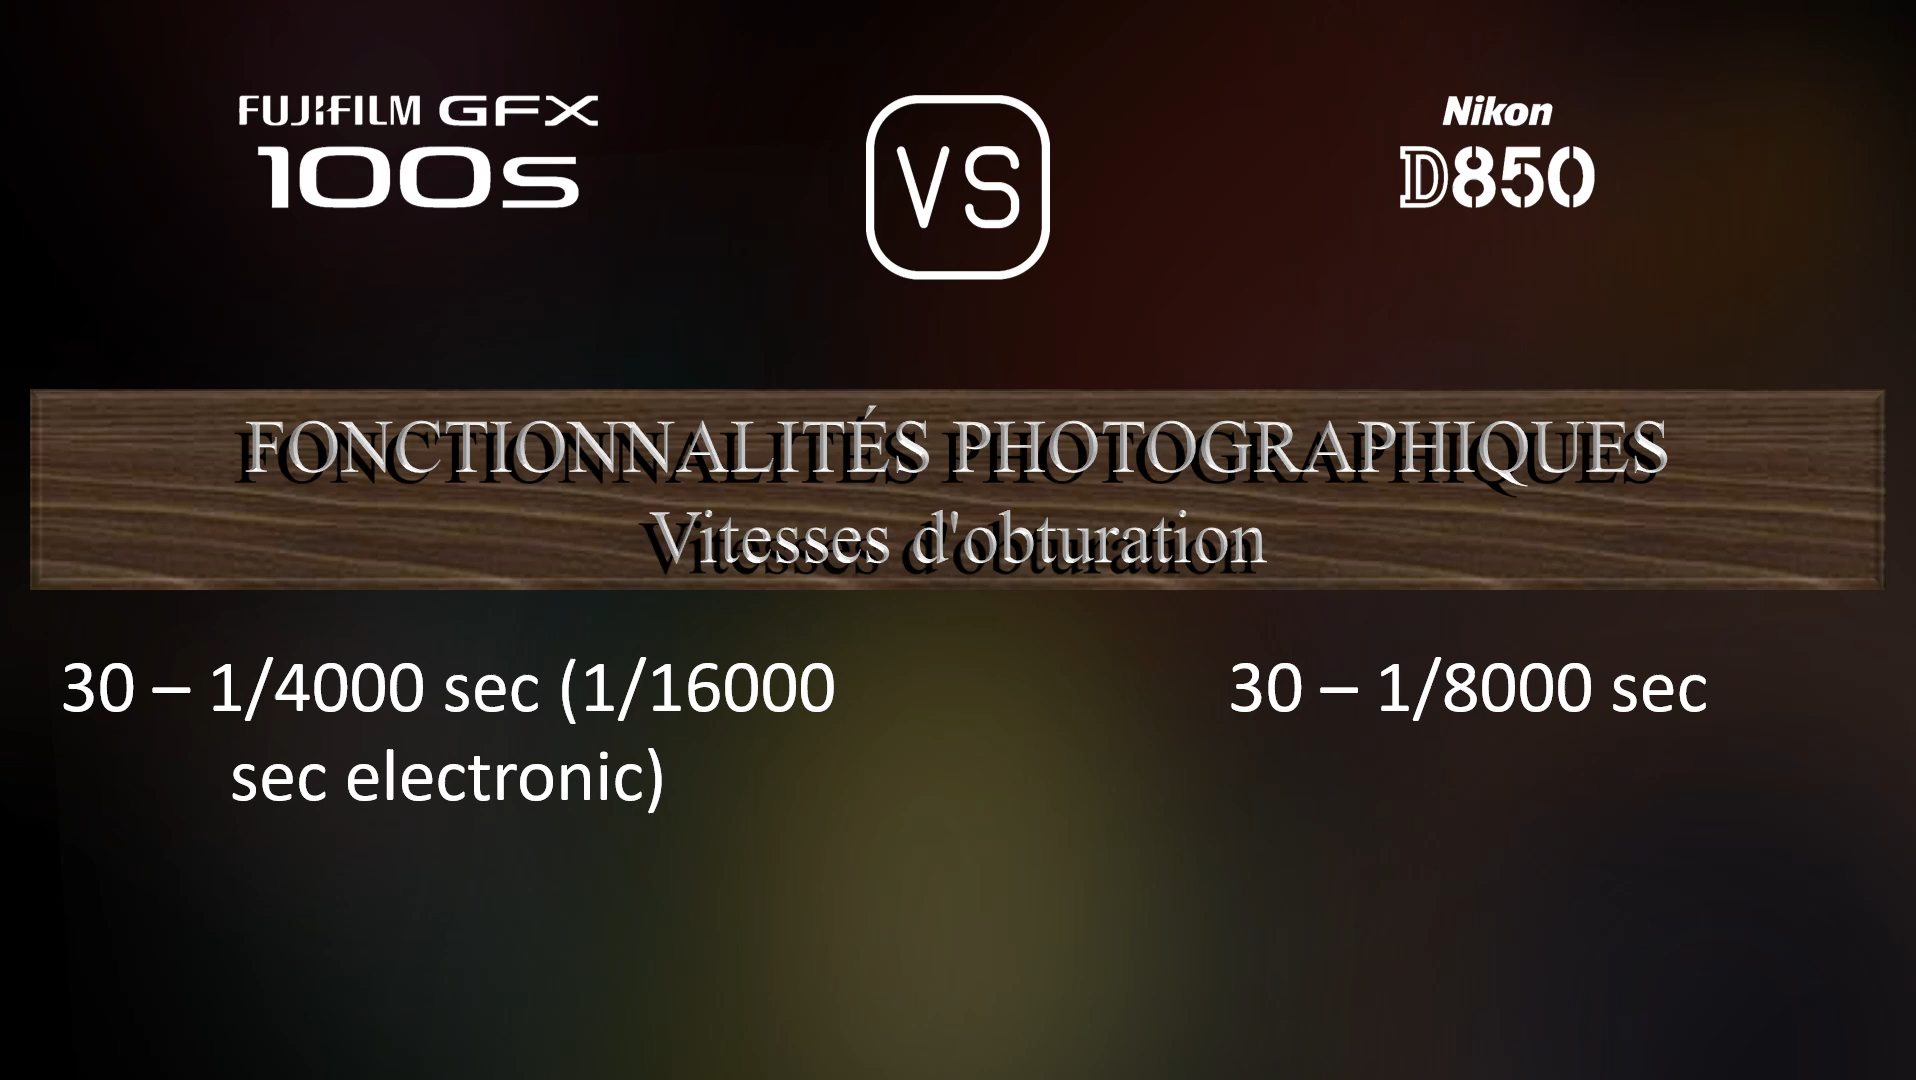 FUJIFILM GFX
100S
VS
Nikon
D850
FONCTIONNALITÉS PHOTOGRAPHIQUES
Vitesses d'obturation
30 – 1/4000 sec (1/16000
sec electronic)
30 – 1/8000 sec